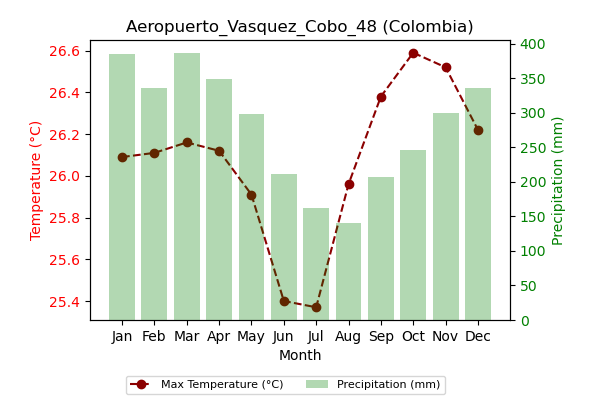 Aeropuerto_Vasquez_Cobo_48 (Colombia)
26.6
26.4
26.2
26.0
25.8
25.6
25.4
Temperature (°C)
400
350
300
250
200
150
100
50
0
Precipitation (mm)
Jan Feb Mar Apr May Jun Jul Aug Sep Oct Nov Dec
Month
Max Temperature (°C) Precipitation (mm)